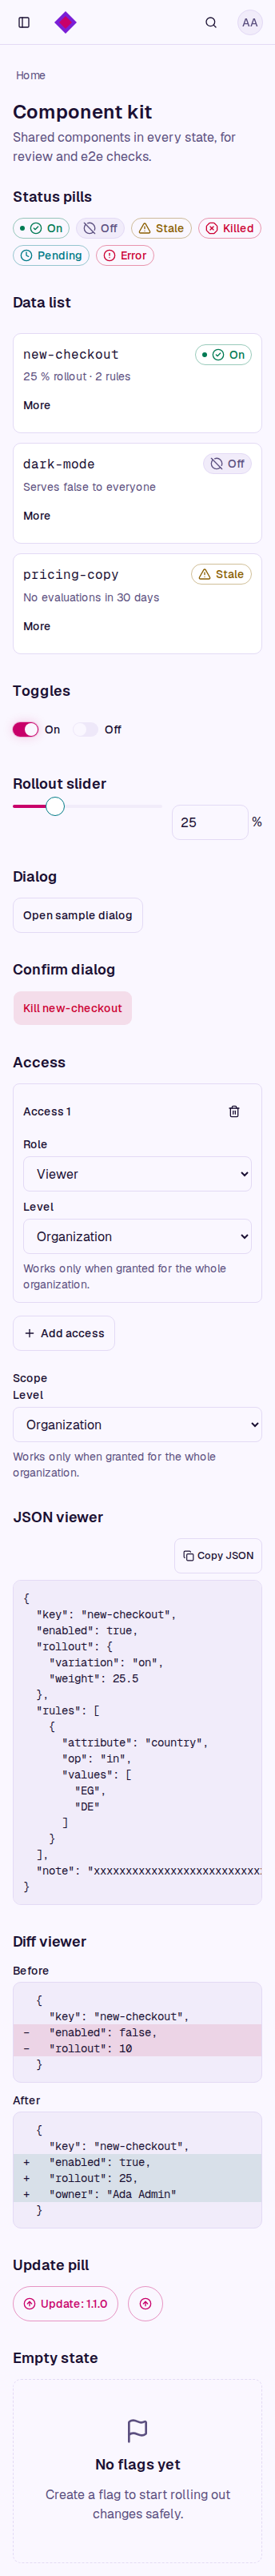 AA
Home
Component kit
Shared components in every state, for
review and e2e checks.
Status pills
On Off Stale Killed
Pending Error
Data list
new-checkout On
25 % rollout · 2 rules
More
dark-mode Off
Serves false to everyone
More
pricing-copy Stale
No evaluations in 30 days
More
Toggles
On Off
Rollout slider
25 %
Dialog
Open sample dialog
Confirm dialog
Kill new-checkout
Access
Access 1
Role
Viewer
Level
Organization
Works only when granted for the whole
organization.
Add access
Scope
Level
Organization
Works only when granted for the whole
organization.
JSON viewer
Copy JSON
{
"key": "new-checkout",
"enabled": true,
"rollout": {
"variation": "on",
"weight": 25.5
},
"rules": [
{
"attribute": "country",
"op": "in",
"values": [
"EG",
"DE"
]
}
],
"note": "xxxxxxxxxxxxxxxxxxxxxxxxxx
}
Diff viewer
Before
{
"key": "new-checkout",
- "enabled": false,
- "rollout": 10
}
After
{
"key": "new-checkout",
+ "enabled": true,
+ "rollout": 25,
+ "owner": "Ada Admin"
}
Update pill
Update: 1.1.0
Empty state
No flags yet
Create a flag to start rolling out
changes safely.